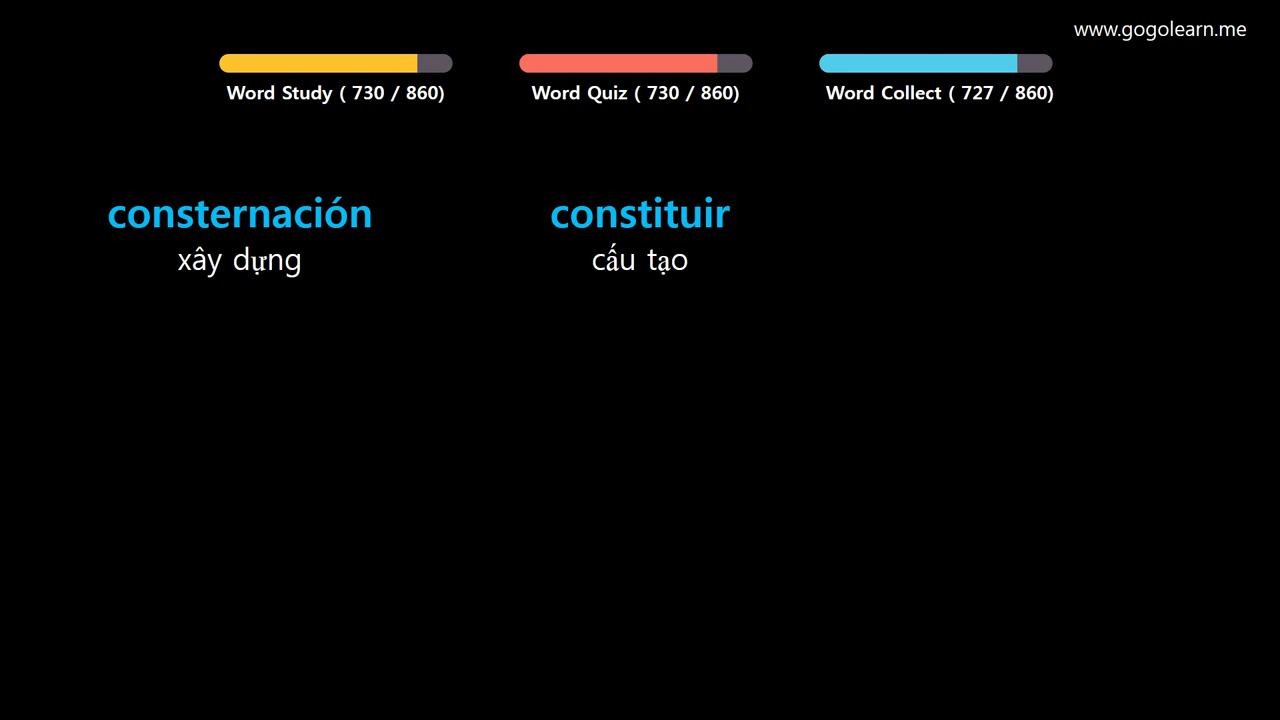 www.gogolearn.me
Word Study ( 730 / 860)
Word Quiz ( 730 / 860)
Word Collect ( 727 / 860)
consternación
xây dựng
constituir
cấu tạo